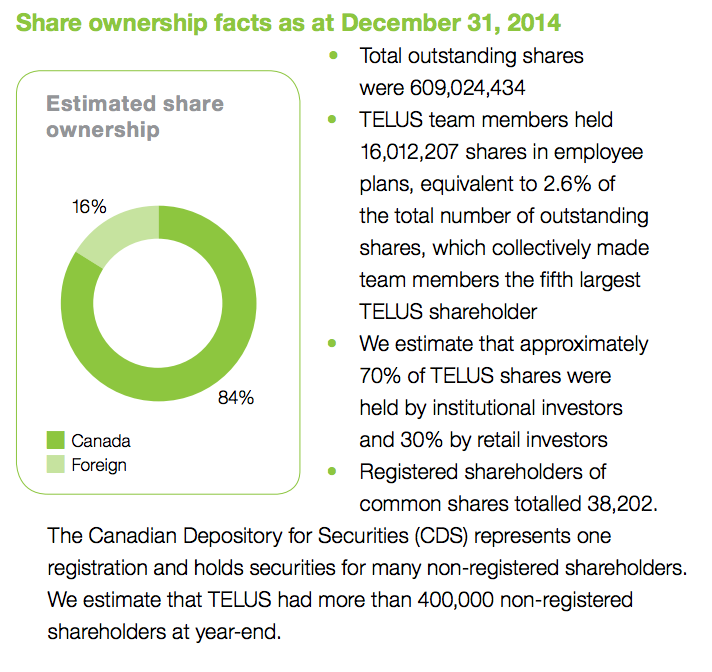 Share ownership facts as at December 31, 2014
Estimated share
ownership
16%
84%
Canada
Foreign
• Total outstanding shares
were 609,024,434
• TELUS team members held
16,012,207 shares in employee
plans, equivalent to 2.6% of
the total number of outstanding
shares, which collectively made
team members the fifth largest
TELUS shareholder
• We estimate that approximately
70% of TELUS shares were
held by institutional investors
and 30% by retail investors
• Registered shareholders of
common shares totalled 38,202.
The Canadian Depository for Securities (CDS) represents one
registration and holds securities for many non-registered shareholders.
We estimate that TELUS had more than 400,000 non-registered
shareholders at year-end.